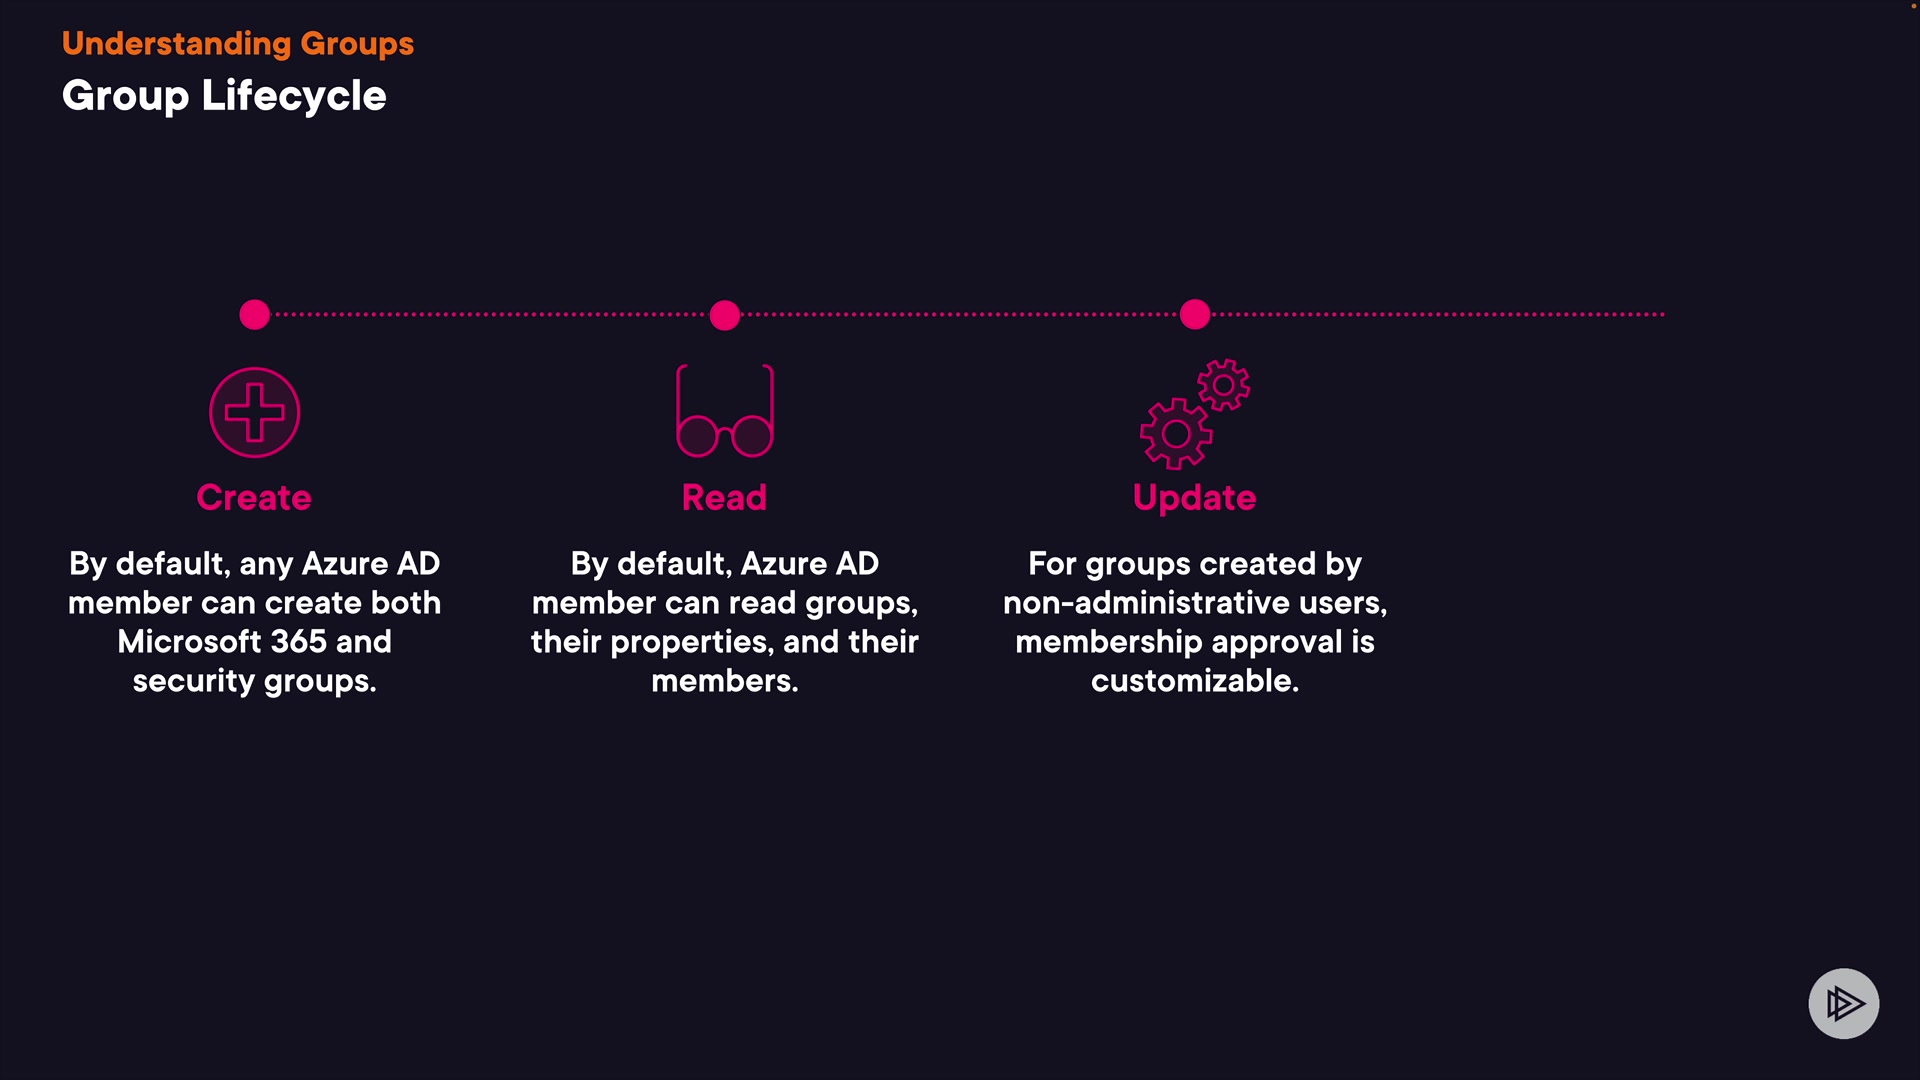 Understanding Groups
Group Lifecycle
Create
By default, any Azure AD
member can create both
Microsoft 365 and
security groups.
Read
By default, Azure AD
member can read groups,
their properties, and their
members.
Update
For groups created by
non-administrative users,
membership approval is
customizable.